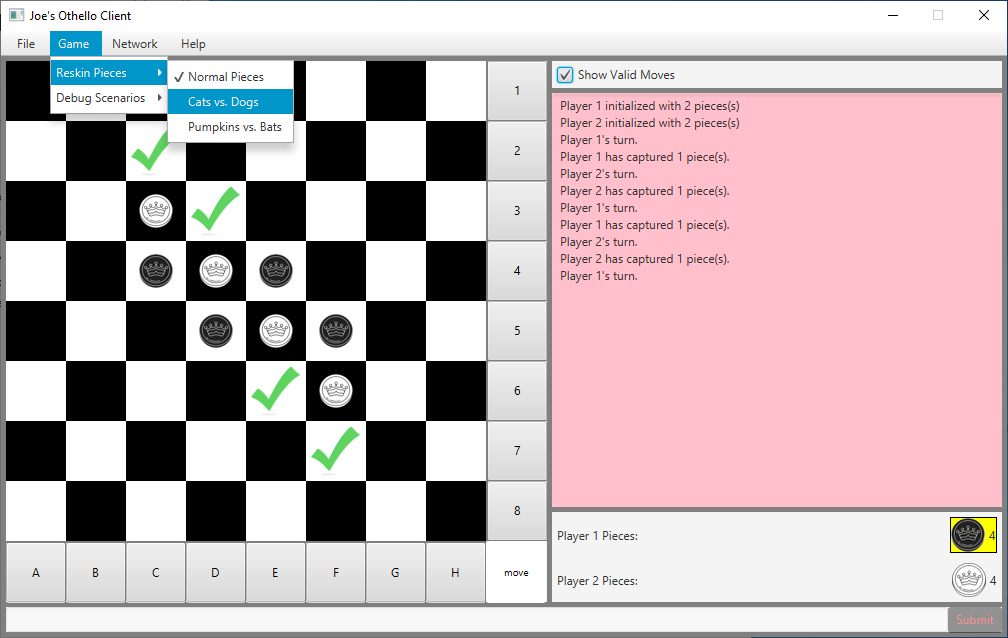 Joe's Othello Client
File Game Network Help
Reskin Pieces
Debug Scenarios
Normal Pieces
Cats vs. Dogs
Pumpkins vs. Bats
1
2
3
4
5
6
7
8
A B C D E F G H move
Show Valid Moves
Player 1 initialized with 2 pieces(s)
Player 2 initialized with 2 pieces(s)
Player 1's turn.
Player 1 has captured 1 piece(s).
Player 2's turn.
Player 2 has captured 1 piece(s).
Player 1's turn.
Player 1 has captured 1 piece(s).
Player 2's turn.
Player 2 has captured 1 piece(s).
Player 1's turn.
Player 1 Pieces: 4
Player 2 Pieces: 4
Submit